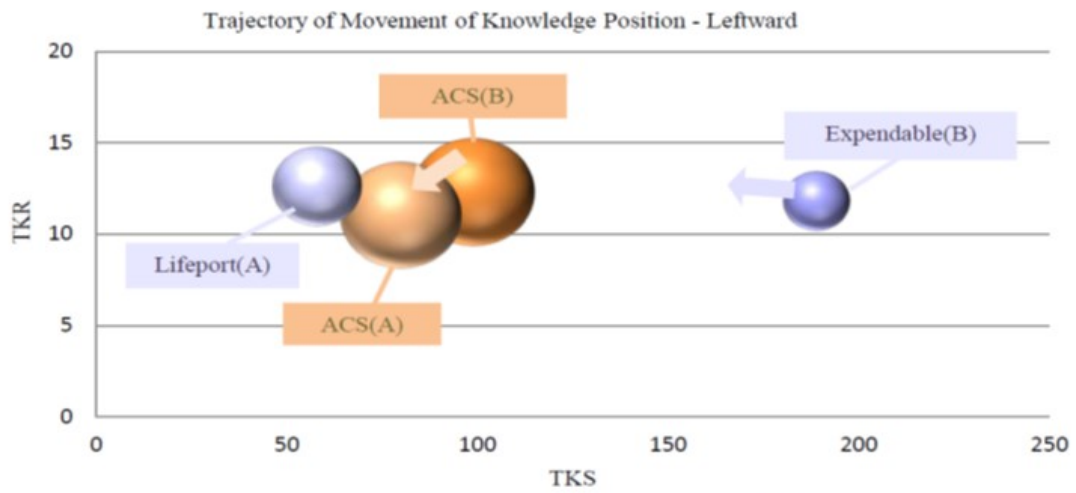 Trajectory of Movement of Knowledge Position - Leftward
20
ACS(B)
15
Expendable(B)
TKR
10
Lifeport(A)
ACS(A)
5
0
0 50 100 150 200 250
TKS